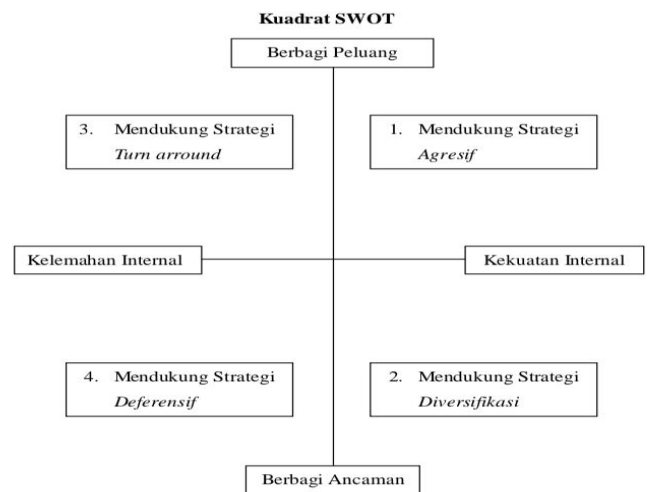 Kuadrat SWOT
Berbagi Peluang
3. Mendukung Strategi
Turn arround
1. Mendukung Strategi
Agresif
Kelemahan Internal
Kekuatan Internal
4. Mendukung Strategi
Deferensif
2. Mendukung Strategi
Diversifikasi
Berbagi Ancaman